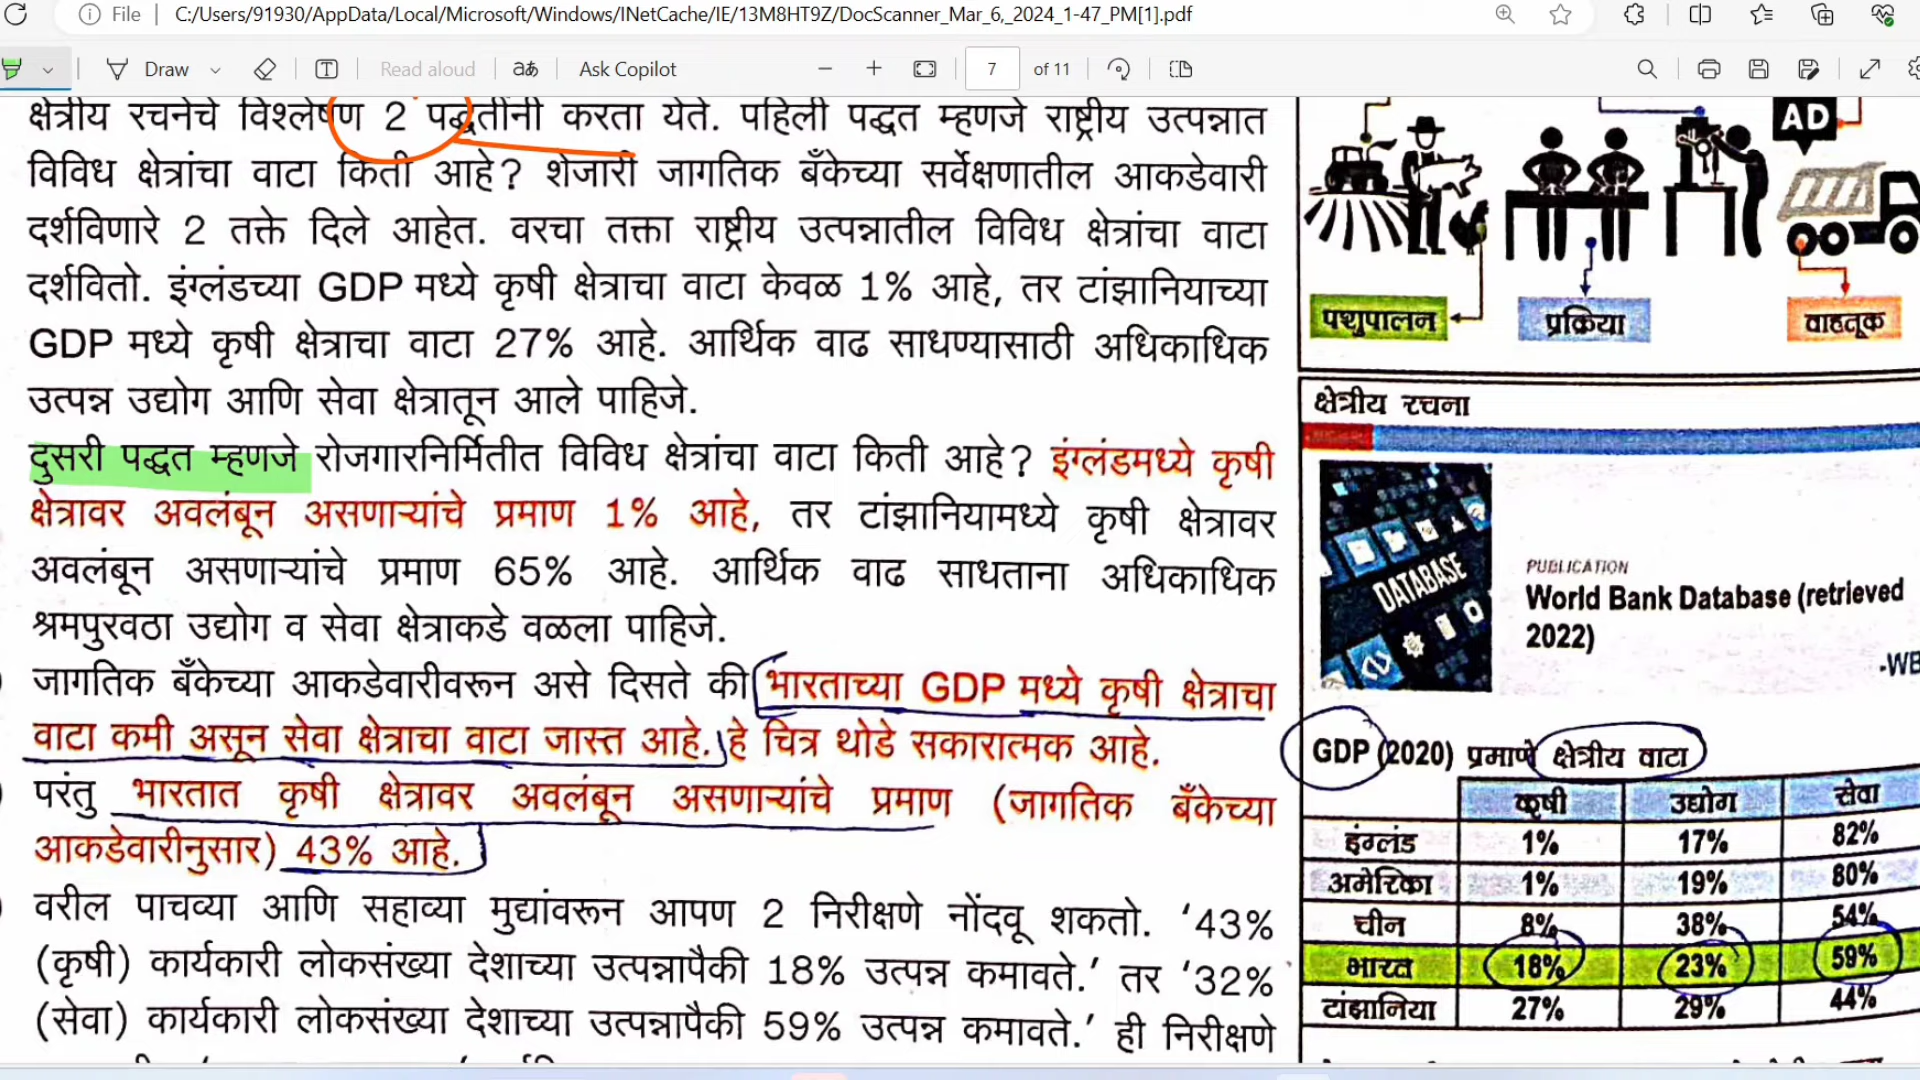 File
C:/Users/91930/AppData/Local/Microsoft/Windows/INetCache/IE/13M8HT9Z/DocScanner_Mar_6,_2024_1-47_PM[1].pdf
Draw
Read aloud
aあ
Ask Copilot
7
of 11
क्षेत्रीय रचनेचे विश्लेषण 2 पद्धतींनी करता येते. पहिली पद्धत म्हणजे राष्ट्रीय उत्पन्नात
विविध क्षेत्रांचा वाटा किती आहे? शेजारी जागतिक बँकेच्या सर्वेक्षणातील आकडेवारी
दर्शविणारे 2 तक्ते दिले आहेत. वरचा तक्ता राष्ट्रीय उत्पन्नातील विविध क्षेत्रांचा वाटा
दर्शवितो. इंग्लंडच्या GDP मध्ये कृषी क्षेत्राचा वाटा केवळ 1% आहे, तर टांझानियाच्या
GDP मध्ये कृषी क्षेत्राचा वाटा 27% आहे. आर्थिक वाढ साधण्यासाठी अधिकाधिक
उत्पन्न उद्योग आणि सेवा क्षेत्रातून आले पाहिजे.
दुसरी पद्धत म्हणजे रोजगारनिर्मितीत विविध क्षेत्रांचा वाटा किती आहे? इंग्लंडमध्ये कृषी
क्षेत्रावर अवलंबून असणाऱ्यांचे प्रमाण 1% आहे, तर टांझानियामध्ये कृषी क्षेत्रावर
अवलंबून असणाऱ्यांचे प्रमाण 65% आहे. आर्थिक वाढ साधताना अधिकाधिक
श्रमपुरवठा उद्योग व सेवा क्षेत्राकडे वळला पाहिजे.
जागतिक बँकेच्या आकडेवारीवरून असे दिसते की भारताच्या GDP मध्ये कृषी क्षेत्राचा
वाटा कमी असून सेवा क्षेत्राचा वाटा जास्त आहे. हे चित्र थोडे सकारात्मक आहे.
परंतु भारतात कृषी क्षेत्रावर अवलंबून असणाऱ्यांचे प्रमाण (जागतिक बँकेच्या
आकडेवारीनुसार) 43% आहे.
वरील पाचव्या आणि सहाव्या मुद्यांवरून आपण 2 निरीक्षणे नोंदवू शकतो. '43%
(कृषी) कार्यकारी लोकसंख्या देशाच्या उत्पन्नापैकी 18% उत्पन्न कमावते.' तर '32%
(सेवा) कार्यकारी लोकसंख्या देशाच्या उत्पन्नापैकी 59% उत्पन्न कमावते.' ही निरीक्षणे
AD
पशुपालन प्रक्रिया वाहतूक
क्षेत्रीय रचना
DATABASE
PUBLICATION
World Bank Database (retrieved
2022)
-WB
GDP (2020) प्रमाणे क्षेत्रीय वाटा
कृषी उद्योग सेवा
इंग्लंड 1% 17% 82%
अमेरिका 1% 19% 80%
चीन 8% 38% 54%
भारत 18% 23% 59%
टांझानिया 27% 29% 44%